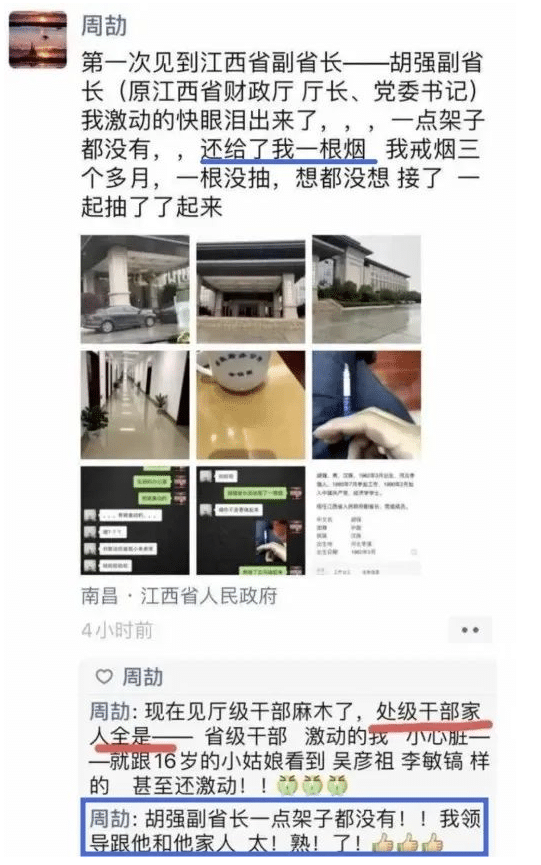 周劼
第一次见到江西省副省长——胡强副省
长（原江西省财政厅 厅长、党委书记）
我激动的快眼泪出来了，，，一点架子
都没有，，还给了我一根烟 我戒烟三
个多月，一根没抽，想都没想 接了 一
起抽了了起来
南昌·江西省人民政府
4小时前
周劼
周劼: 现在见厅级干部麻木了，处级干部家
人全是—— 省级干部 激动的我 小心脏—
—就跟16岁的小姑娘看到 吴彦祖 李敏镐 样
的 甚至还激动！！
周劼: 胡强副省长一点架子都没有！！我领
导跟他和他家人 太！熟！了！